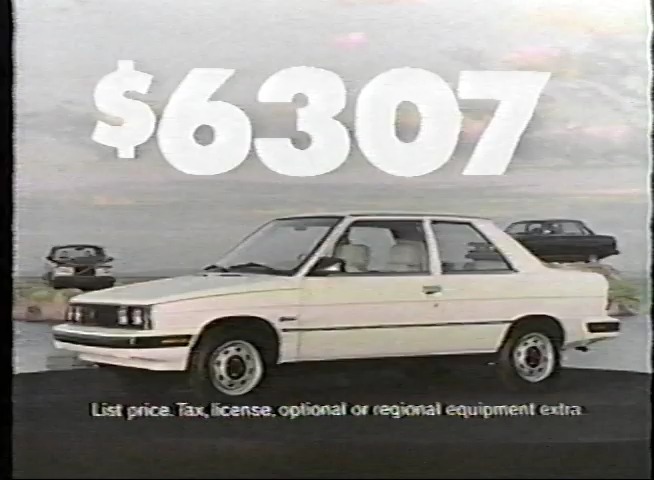 $6307
List price. Tax, license, optional or regional equipment extra.